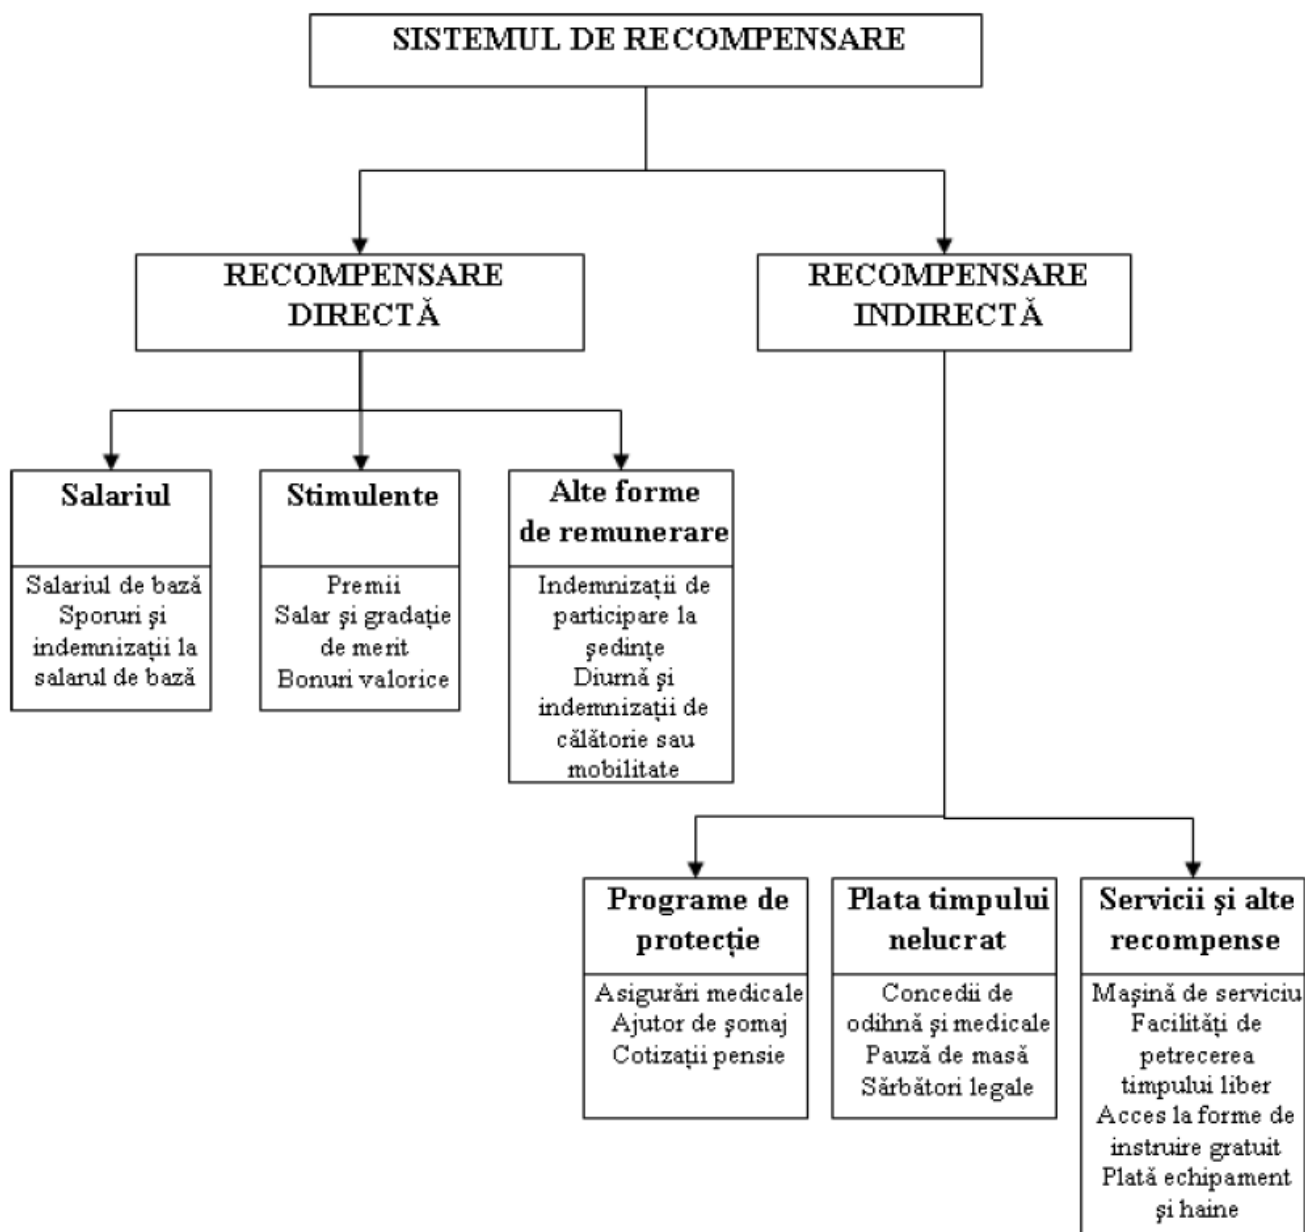 SISTEMUL DE RECOMPENSARE
RECOMPENSARE
DIRECTĂ
RECOMPENSARE
INDIRECTĂ
Salariul
Salariul de bază
Sporuri şi
indemnizaţii la
salarul de bază
Stimulente
Premii
Salar şi gradaţie
de merit
Bonuri valorice
Alte forme
de remunerare
Indemnizaţii de
participare la
şedinţe
Diurnă şi
indemnizaţii de
călătorie sau
mobilitate
Programe de
protecţie
Asigurări medicale
Ajutor de şomaj
Cotizaţii pensie
Plata timpului
nelucrat
Concedii de
odihnă şi medicale
Pauză de masă
Sărbători legale
Servicii şi alte
recompense
Maşină de serviciu
Facilităţi de
petrecerea
timpului liber
Acces la forme de
instruire gratuit
Plată echipament
şi haine